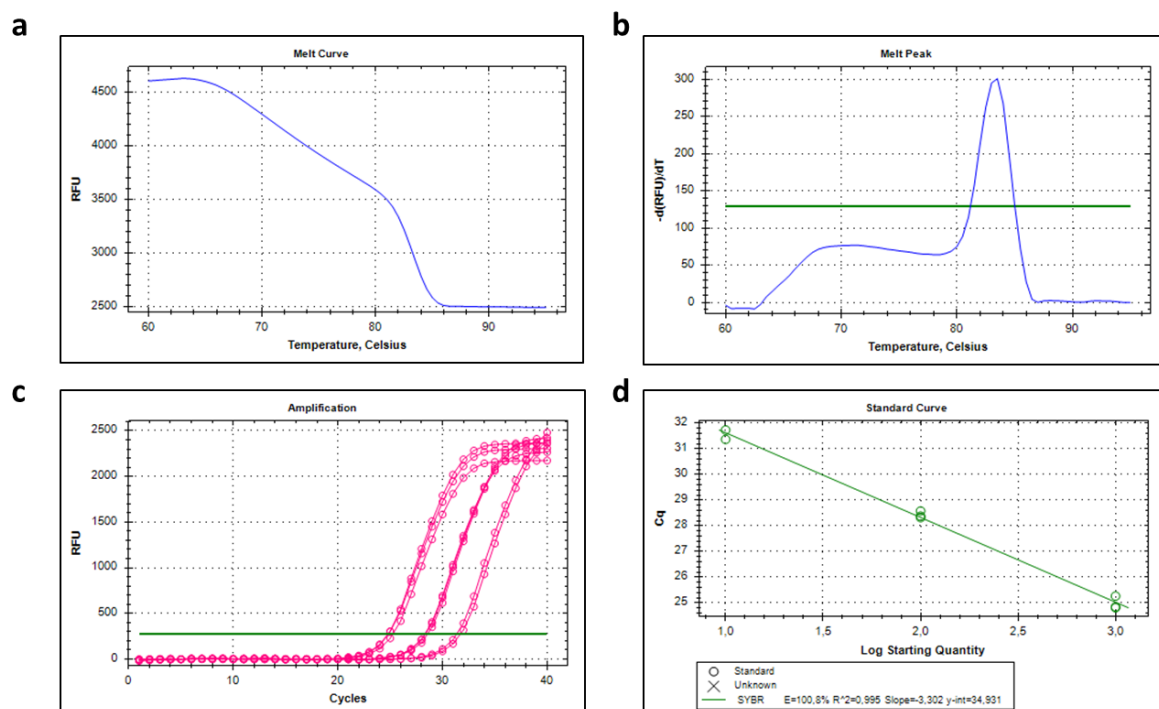 a
Melt Curve
4500
4000
3500
3000
2500
RFU
60 70 80 90
Temperature, Celsius
b
Melt Peak
300
250
200
150
100
50
0
-d(RFU)/dT
60 70 80 90
Temperature, Celsius
c
Amplification
2500
2000
1500
1000
500
0
RFU
0 10 20 30 40
Cycles
d
Standard Curve
32
31
30
29
28
27
26
25
Cq
1,0 1,5 2,0 2,5 3,0
Log Starting Quantity
Standard
Unknown
SYBR E=100,8% R^2=0,995 Slope=-3,302 y-int=34,931